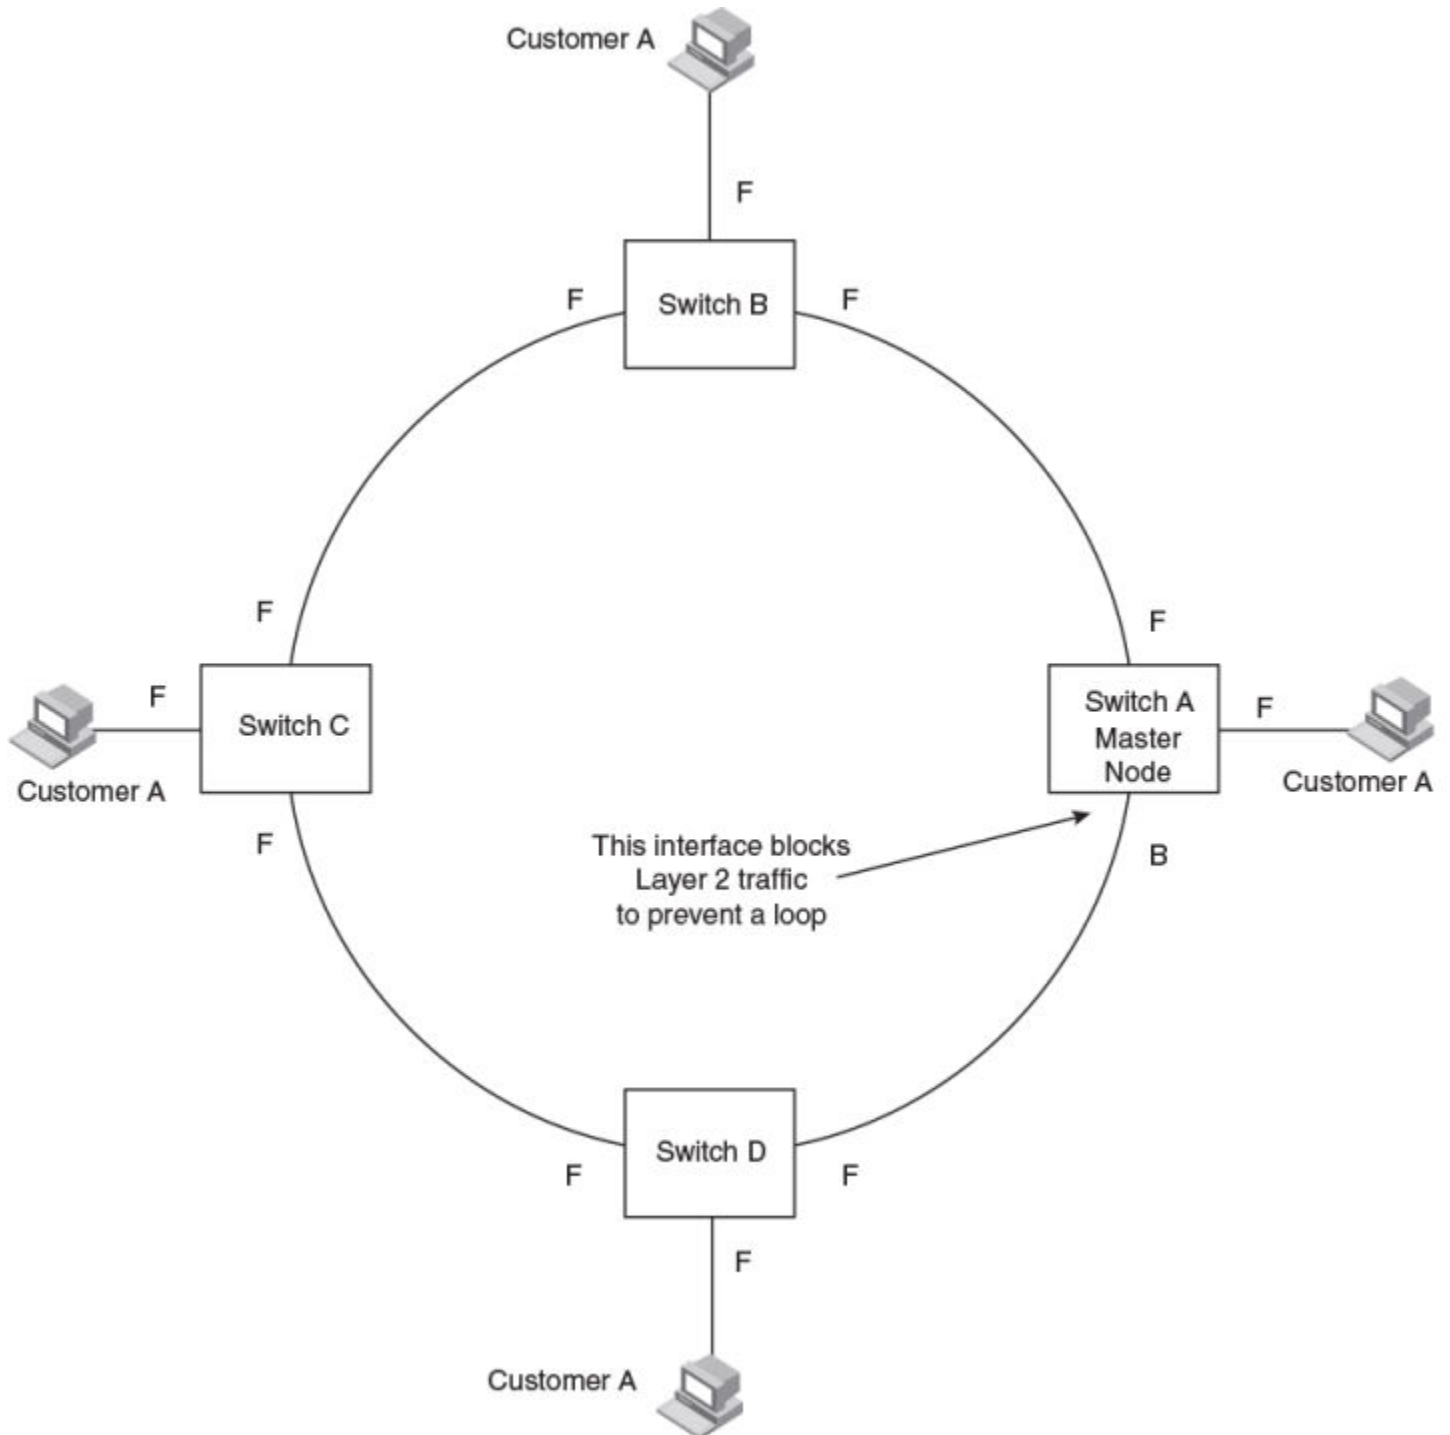 Customer A
F
F
Switch B
F
F
F
F
Switch C
Customer A
F
Switch A
Master
Node
F
Customer A
B
This interface blocks
Layer 2 traffic
to prevent a loop
F
Switch D
F
F
Customer A